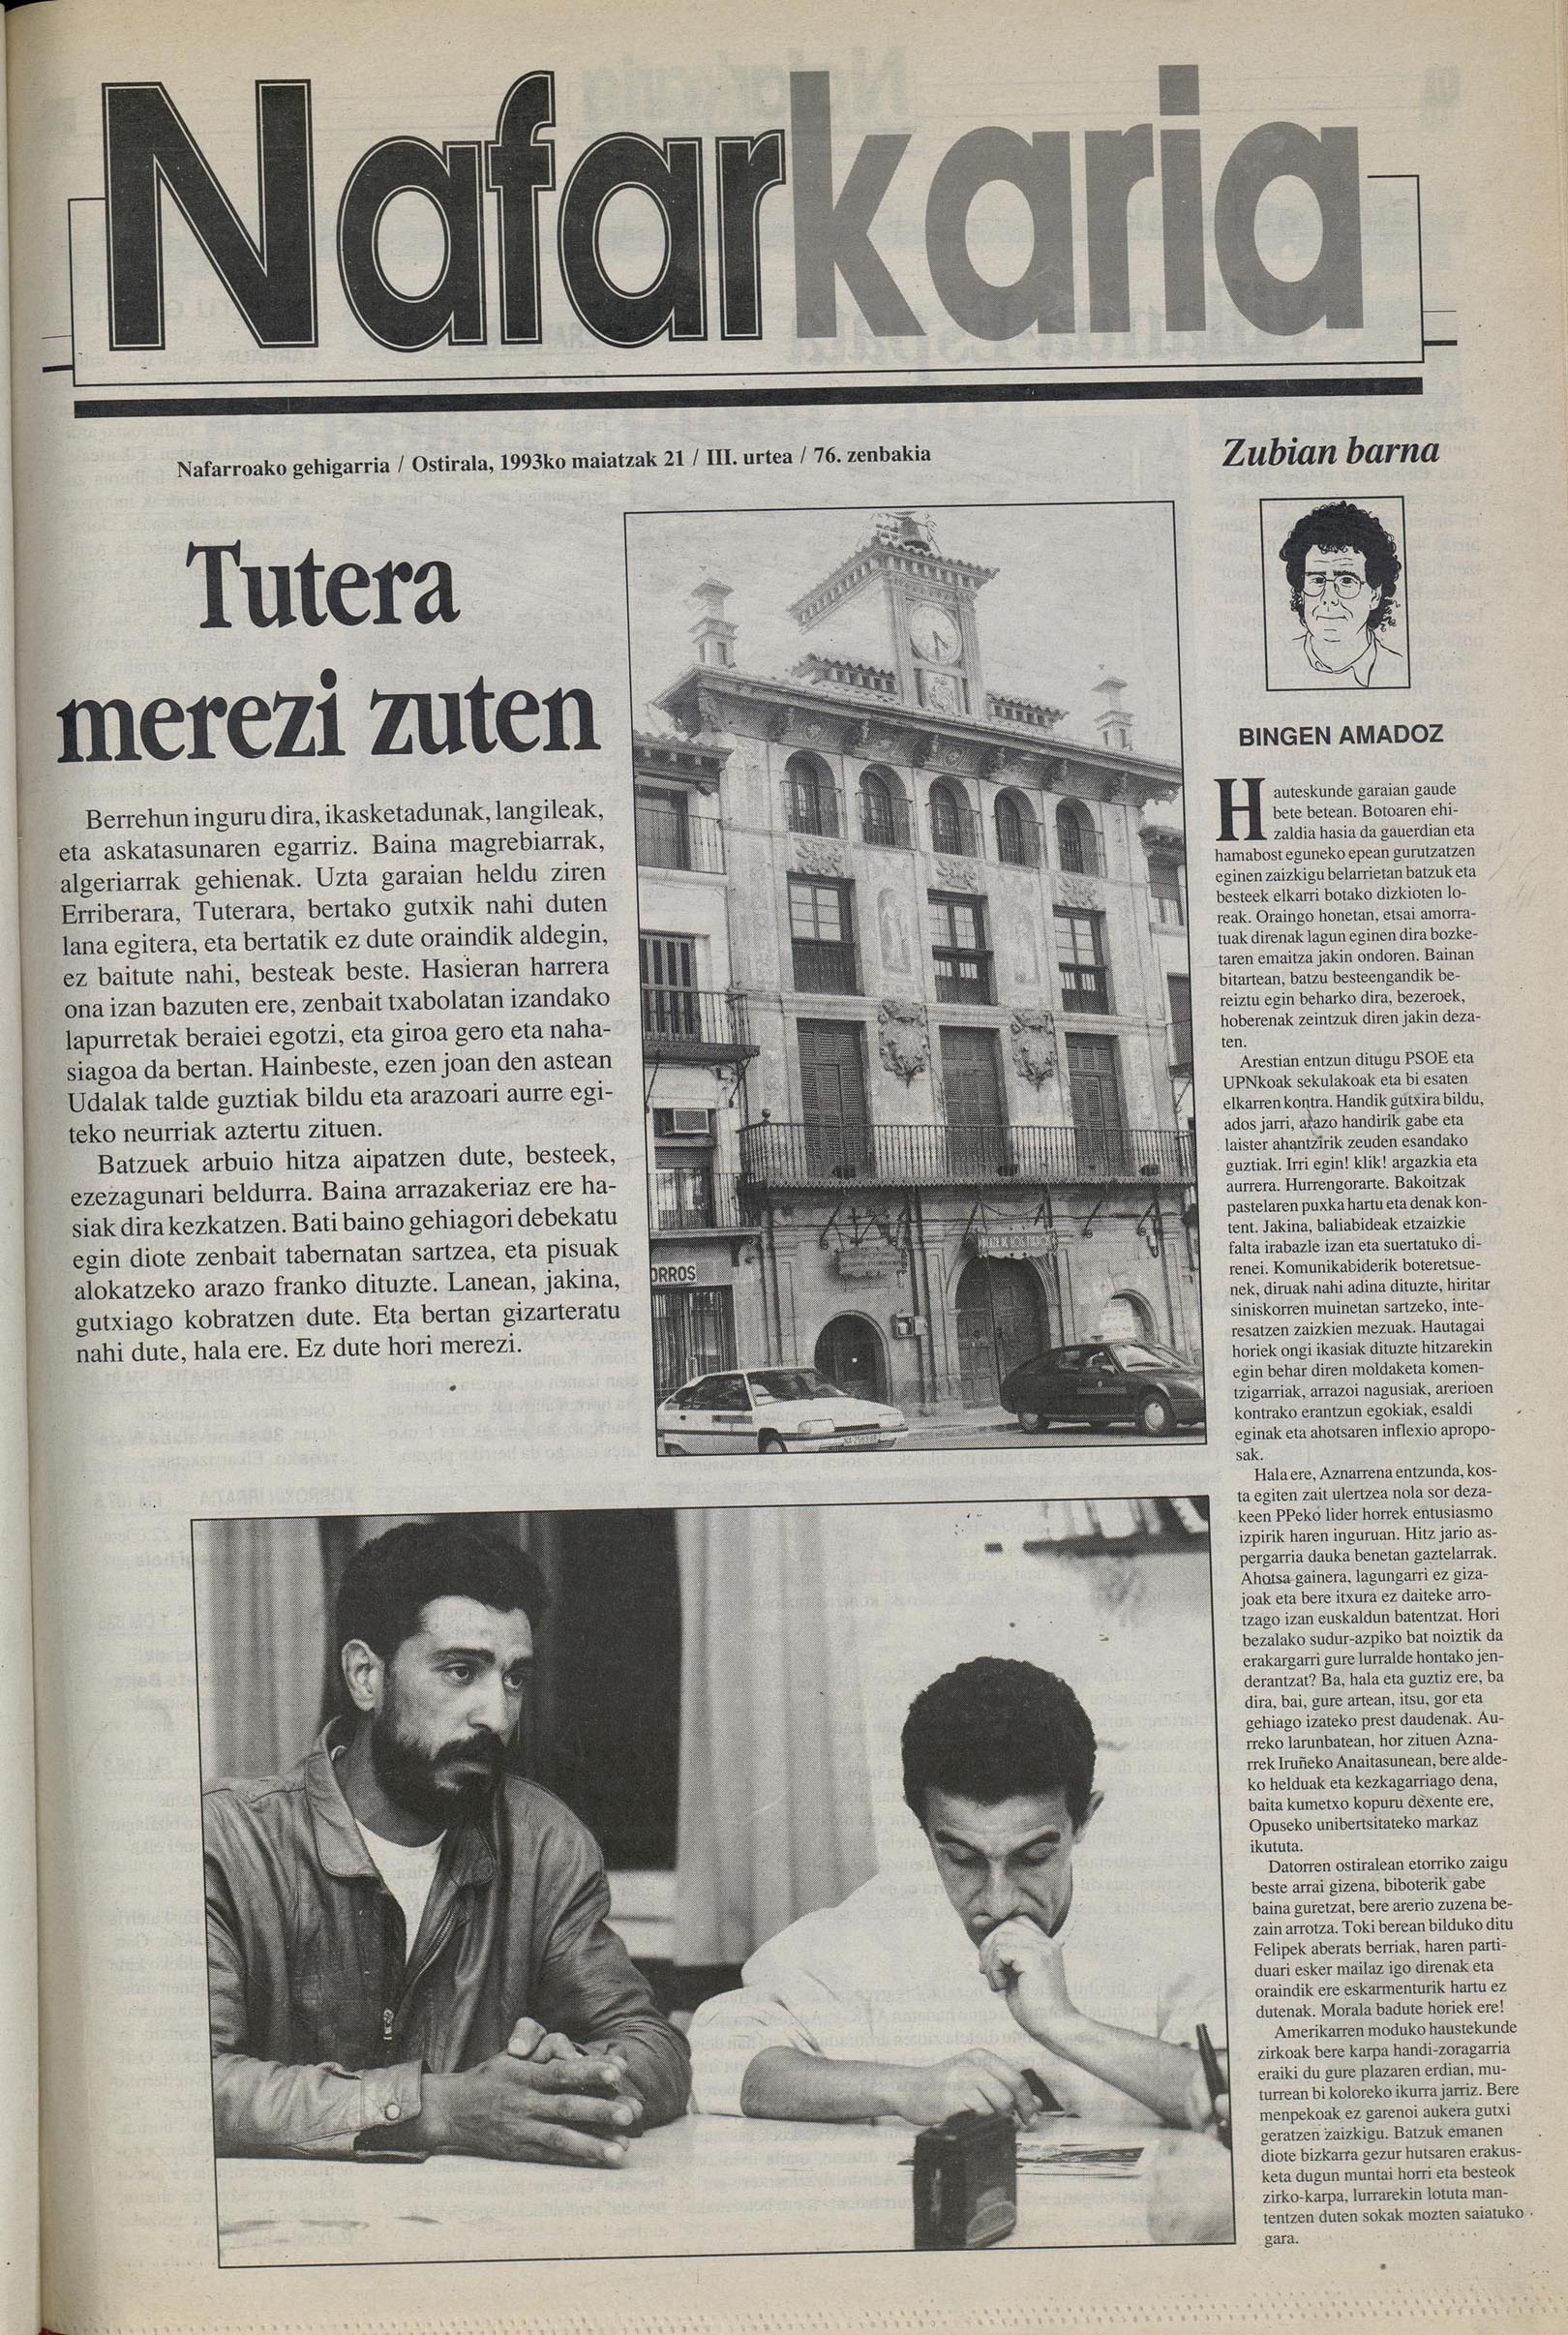 Nafarkaria
Nafarroako gehigarria / Ostirala, 1993ko maiatzak 21 / III. urtea / 76. zenbakia
Tutera
merezi zuten
Berrehun inguru dira, ikasketadunak, langileak,
eta askatasunaren egarriz. Baina magrebiarrak,
algeriarrak gehienak. Uzta garaian heldu ziren
Erriberara, Tuterara, bertako gutxik nahi duten
lana egitera, eta bertatik ez dute oraindik aldegin,
ez baitute nahi, besteak beste. Hasieran harrera
ona izan bazuten ere, zenbait txabolatan izandako
lapurretak beraiei egotzi, eta giroa gero eta naha-
siagoa da bertan. Hainbeste, ezen joan den astean
Udalak talde guztiak bildu eta arazoari aurre egi-
teko neurriak aztertu zituen.
Batzuek arbuio hitza aipatzen dute, besteek,
ezezagunari beldurra. Baina arrazakeriaz ere ha-
siak dira kezkatzen. Bati baino gehiagori debekatu
egin diote zenbait tabernatan sartzea, eta pisuak
alokatzeko arazo franko dituzte. Lanean, jakina,
gutxiago kobratzen dute. Eta bertan gizarteratu
nahi dute, hala ere. Ez dute hori merezi.
ORROS
PLAZA DE LOS FUEROS
Zubian barna
BINGEN AMADOZ
Hauteskunde garaian gaude
bete betean. Botoaren ehi-
zaldia hasia da gauerdian eta
hamabost eguneko epean gurutzatzen
eginen zaizkigu belarrietan batzuk eta
besteek elkarri botako dizkioten lo-
reak. Oraingo honetan, etsai amorra-
tuak direnak lagun eginen dira bozke-
taren emaitza jakin ondoren. Bainan
bitartean, batzu besteengandik be-
reiztu egin beharko dira, bezeroek,
hoberenak zeintzuk diren jakin deza-
ten.
Arestian entzun ditugu PSOE eta
UPNkoak sekulakoak eta bi esaten
elkarren kontra. Handik gutxira bildu,
ados jarri, arazo handirik gabe eta
laister ahantzirik zeuden esandako
guztiak. Irri egin! klik! argazkia eta
aurrera. Hurrengorarte. Bakoitzak
pastelaren puxka hartu eta denak kon-
tent. Jakina, baliabideak etzaizkie
falta irabazle izan eta suertatuko di-
renei. Komunikabiderik boteretsue-
nek, diruak nahi adina dituzte, hiritar
siniskorren muinetan sartzeko, inte-
resatzen zaizkien mezuak. Hautagai
horiek ongi ikasiak dituzte hitzarekin
egin behar diren moldaketa komen-
tzigarriak, arrazoi nagusiak, arerioen
kontrako erantzun egokiak, esaldi
eginak eta ahotsaren inflexio apropo-
sak.
Hala ere, Aznarrena entzunda, kos-
ta egiten zait ulertzea nola sor deza-
keen PPeko lider horrek entusiasmo
izpirik haren inguruan. Hitz jario as-
pergarria dauka benetan gaztelarrak.
Ahotsa gainera, lagungarri ez giza-
joak eta bere itxura ez daiteke arro-
tzago izan euskaldun batentzat. Hori
bezalako sudur-azpiko bat noiztik da
erakargarri gure lurralde hontako jen-
derantzat? Ba, hala eta guztiz ere, ba
dira, bai, gure artean, itsu, gor eta
gehiago izateko prest daudenak. Au-
rreko larunbatean, hor zituen Azna-
rrek Iruñeko Anaitasunean, bere alde-
ko helduak eta kezkagarriago dena,
baita kumetxo kopuru dexente ere,
Opuseko unibertsitateko markaz
ikututa.
Datorren ostiralean etorriko zaigu
beste arrai gizena, biboterik gabe
baina guretzat, bere arerio zuzena be-
zain arrotza. Toki berean bilduko ditu
Felipek aberats berriak, haren parti-
duari esker mailaz igo direnak eta
oraindik ere eskarmenturik hartu ez
dutenak. Morala badute horiek ere!
Amerikarren moduko haustekunde
zirkoak bere karpa handi-zoragarria
eraiki du gure plazaren erdian, mu-
turrean bi koloreko ikurra jarriz. Bere
menpekoak ez garenoi aukera gutxi
geratzen zaizkigu. Batzuk emanen
diote bizkarra gezur hutsaren erakus-
keta dugun muntai horri eta besteok
zirko-karpa, lurrarekin lotuta man-
tentzen duten sokak mozten saiatuko
gara.